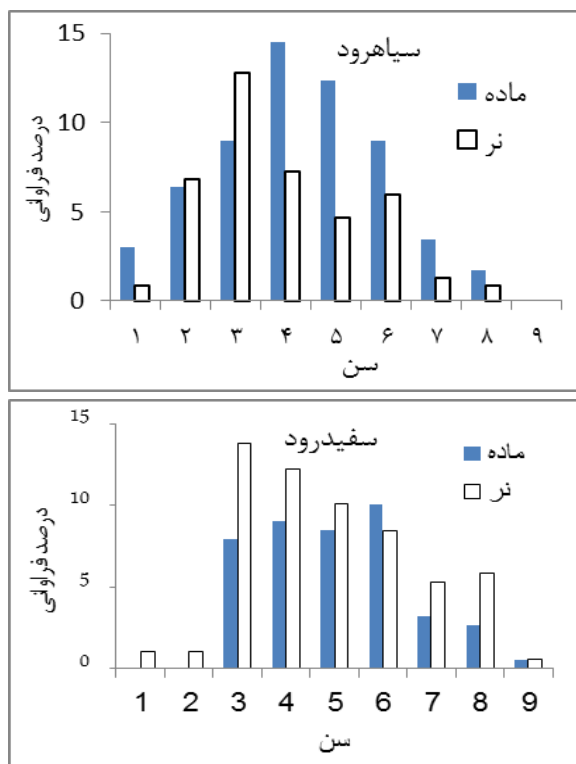 سیاهرود
ماده
نر
درصد فراوانی
15
10
5
0
۱ ۲ ۳ ۴ ۵ ۶ ۷ ۸ ۹
سن
سفیدرود
ماده
نر
درصد فراوانی
15
10
5
0
1 2 3 4 5 6 7 8 9
سن